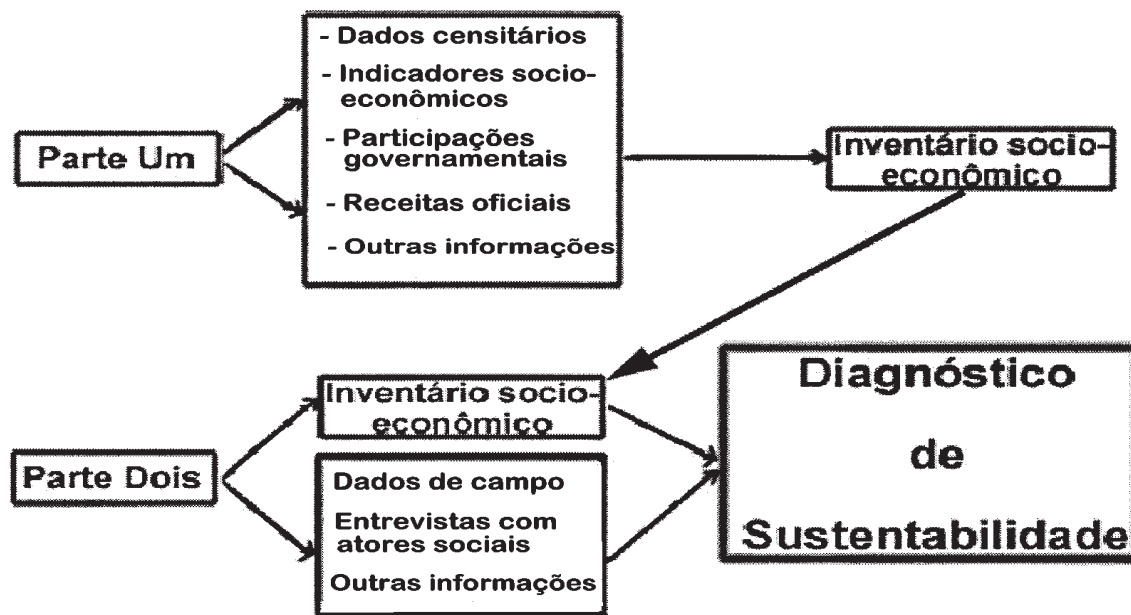 Parte Um
- Dados censitários
- Indicadores socio-
econômicos
- Participações
governamentais
- Receitas oficiais
- Outras informações
Inventário socio-
econômico
Parte Dois
Inventário socio-
econômico
Dados de campo
Entrevistas com
atores sociais
Outras informações
Diagnóstico
de
Sustentabilidade